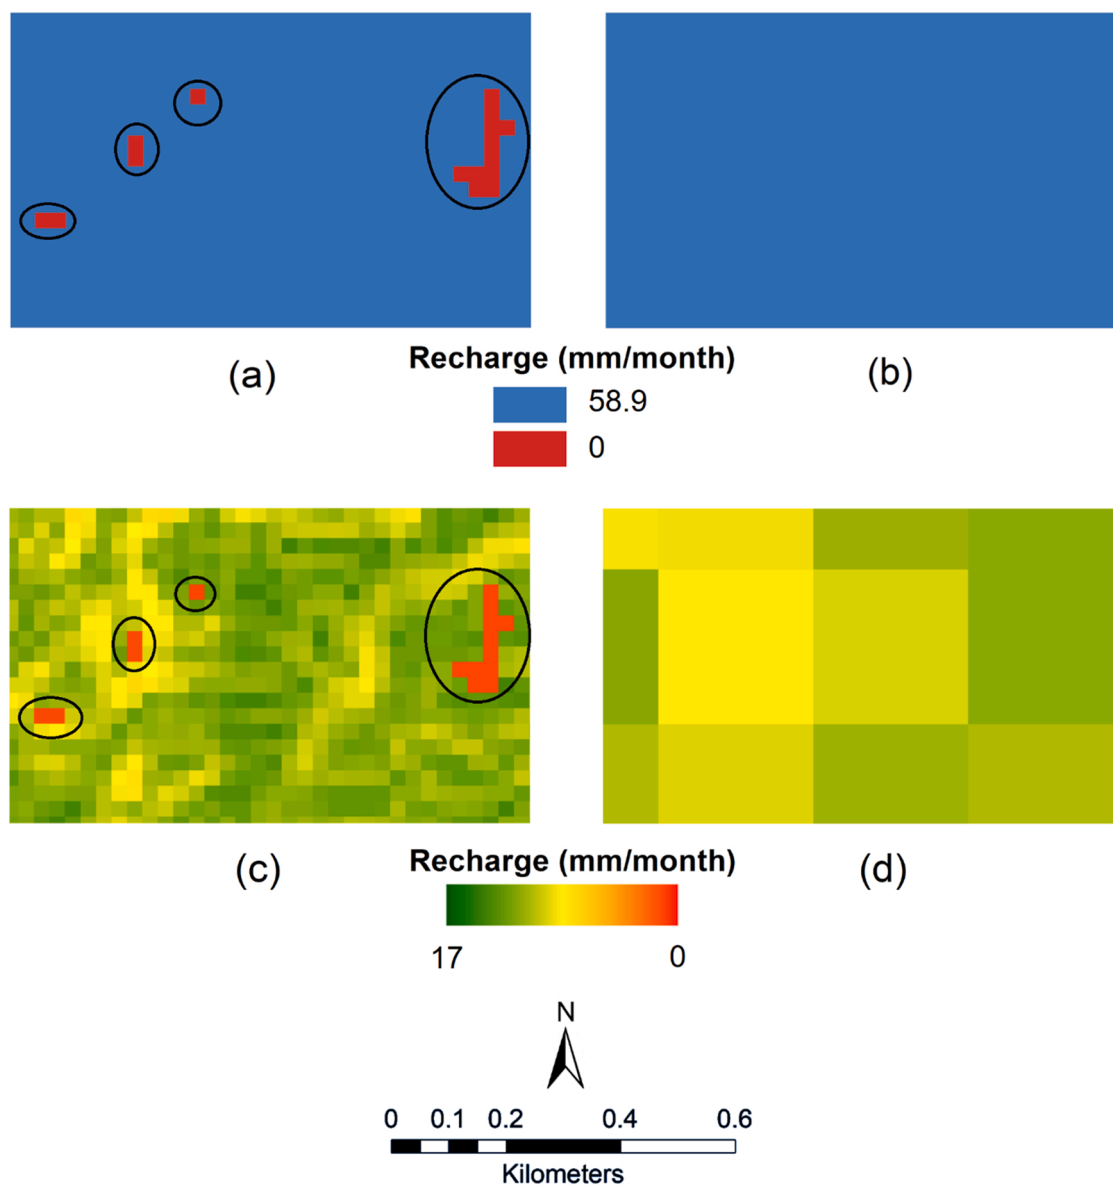 (a)
(b)
Recharge (mm/month)
58.9
0
(c)
(d)
Recharge (mm/month)
17 0
N
0 0.1 0.2 0.4 0.6
Kilometers